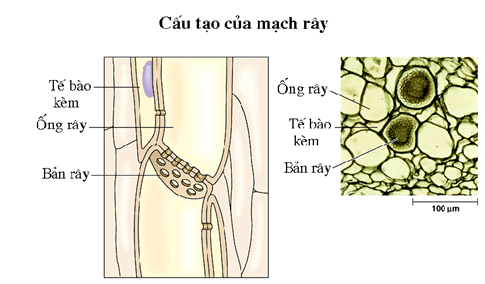 Cấu tạo của mạch rây
Tế bào
kèm
Ống rây
Bản rây
Ống rây
Tế bào
kèm
Bản rây
100 µm